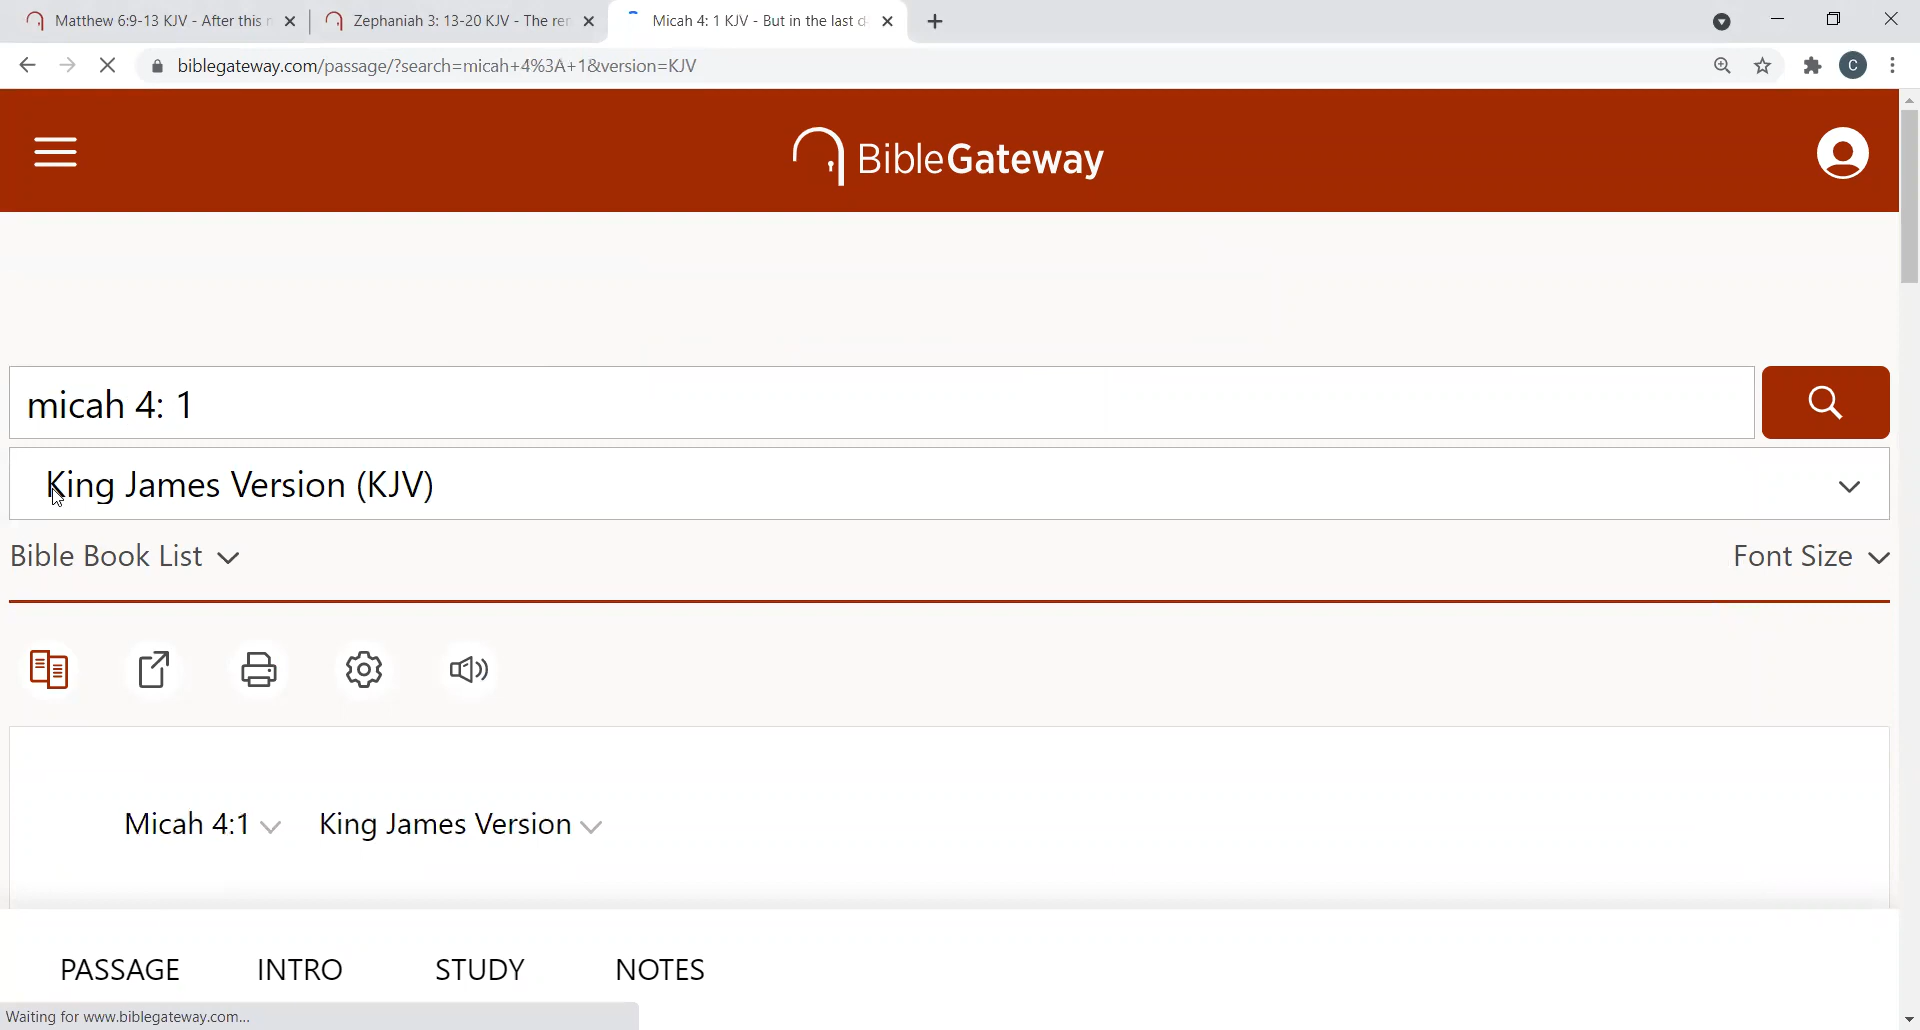 Matthew 6:9-13 KJV - After this
Zephaniah 3: 13-20 KJV - The re
Micah 4: 1 KJV - But in the last d
biblegateway.com/passage/?search=micah+4%3A+1&version=KJV
C
BibleGateway
micah 4: 1
King James Version (KJV)
Bible Book List
Font Size
Micah 4:1 King James Version
PASSAGE INTRO STUDY NOTES
Waiting for www.biblegateway.com...